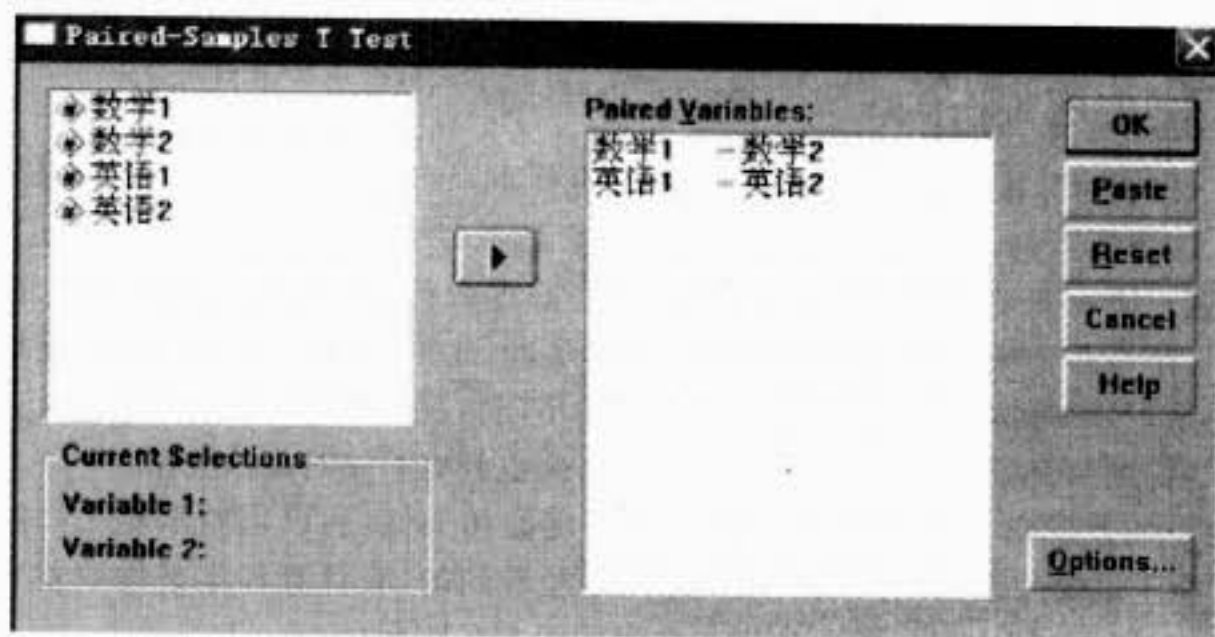 Paired-Samples T Test
数学1
数学2
英语1
英语2
Paired Variables:
数学1 - 数学2
英语1 - 英语2
OK
Paste
Reset
Cancel
Help
Current Selections
Variable 1:
Variable 2:
Options...